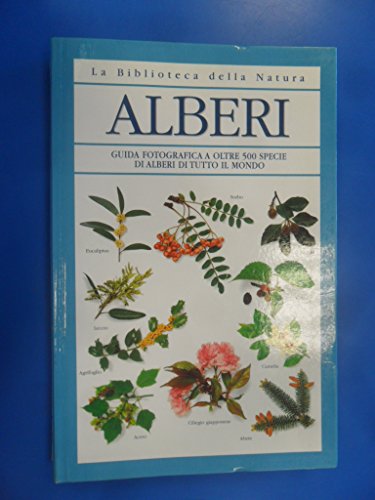 La Biblioteca della Natura
ALBERI
GUIDA FOTOGRAFICA A OLTRE 500 SPECIE
DI ALBERI DI TUTTO IL MONDO
Sorbo
Eucaliptus
Salice
Agrifoglio
Camelia
Acero
Ciliegio giapponese
Abete